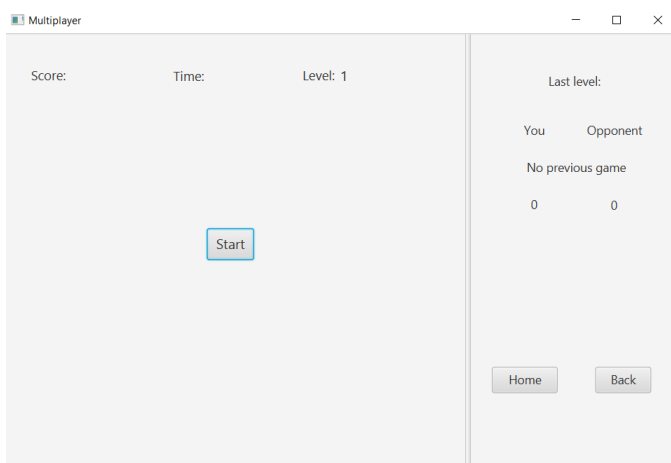 Multiplayer
Score: Time: Level: 1
Start
Last level:
You Opponent
No previous game
0 0
Home Back